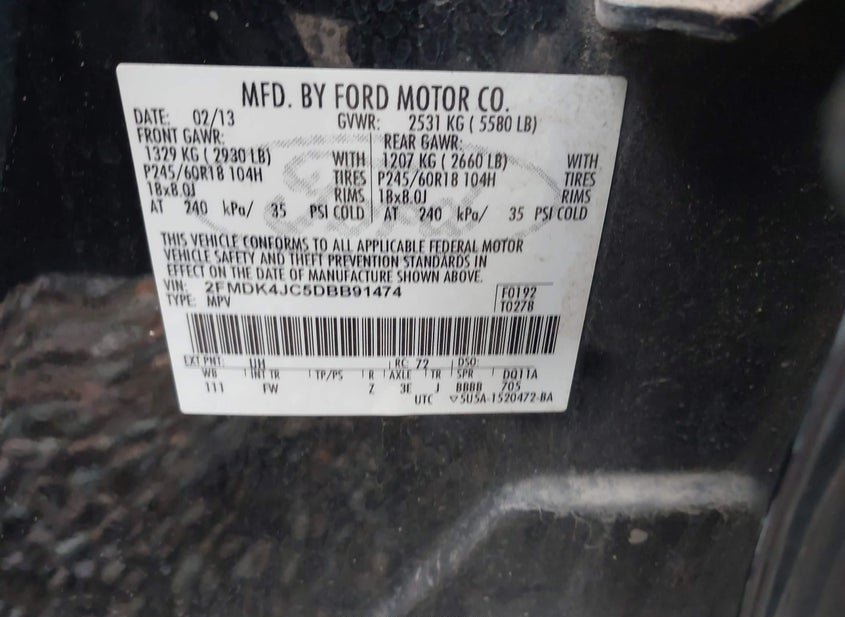 MFD. BY FORD MOTOR CO.
DATE: 02/13 GVWR: 2531 KG ( 5580 LB)
FRONT GAWR: REAR GAWR:
1329 KG ( 2930 LB) WITH 1207 KG ( 2660 LB) WITH
P245/60R18 104H TIRES P245/60R18 104H TIRES
18x8.0J RIMS 18x8.0J RIMS
AT 240 kPa/ 35 PSI COLD AT 240 kPa/ 35 PSI COLD
THIS VEHICLE CONFORMS TO ALL APPLICABLE FEDERAL MOTOR
VEHICLE SAFETY AND THEFT PREVENTION STANDARDS IN
EFFECT ON THE DATE OF MANUFACTURE SHOWN ABOVE.
VIN: 2FMDK4JC5DBB91474 F0192
TYPE: MPV T0278
EXT PNT: UH RC: 72 DSO:
WB INT TR TP/PS R AXLE TR SPR DQ11A
111 FW Z 3E J BBBB 705
UTC ▽5U5A-1520472-BA